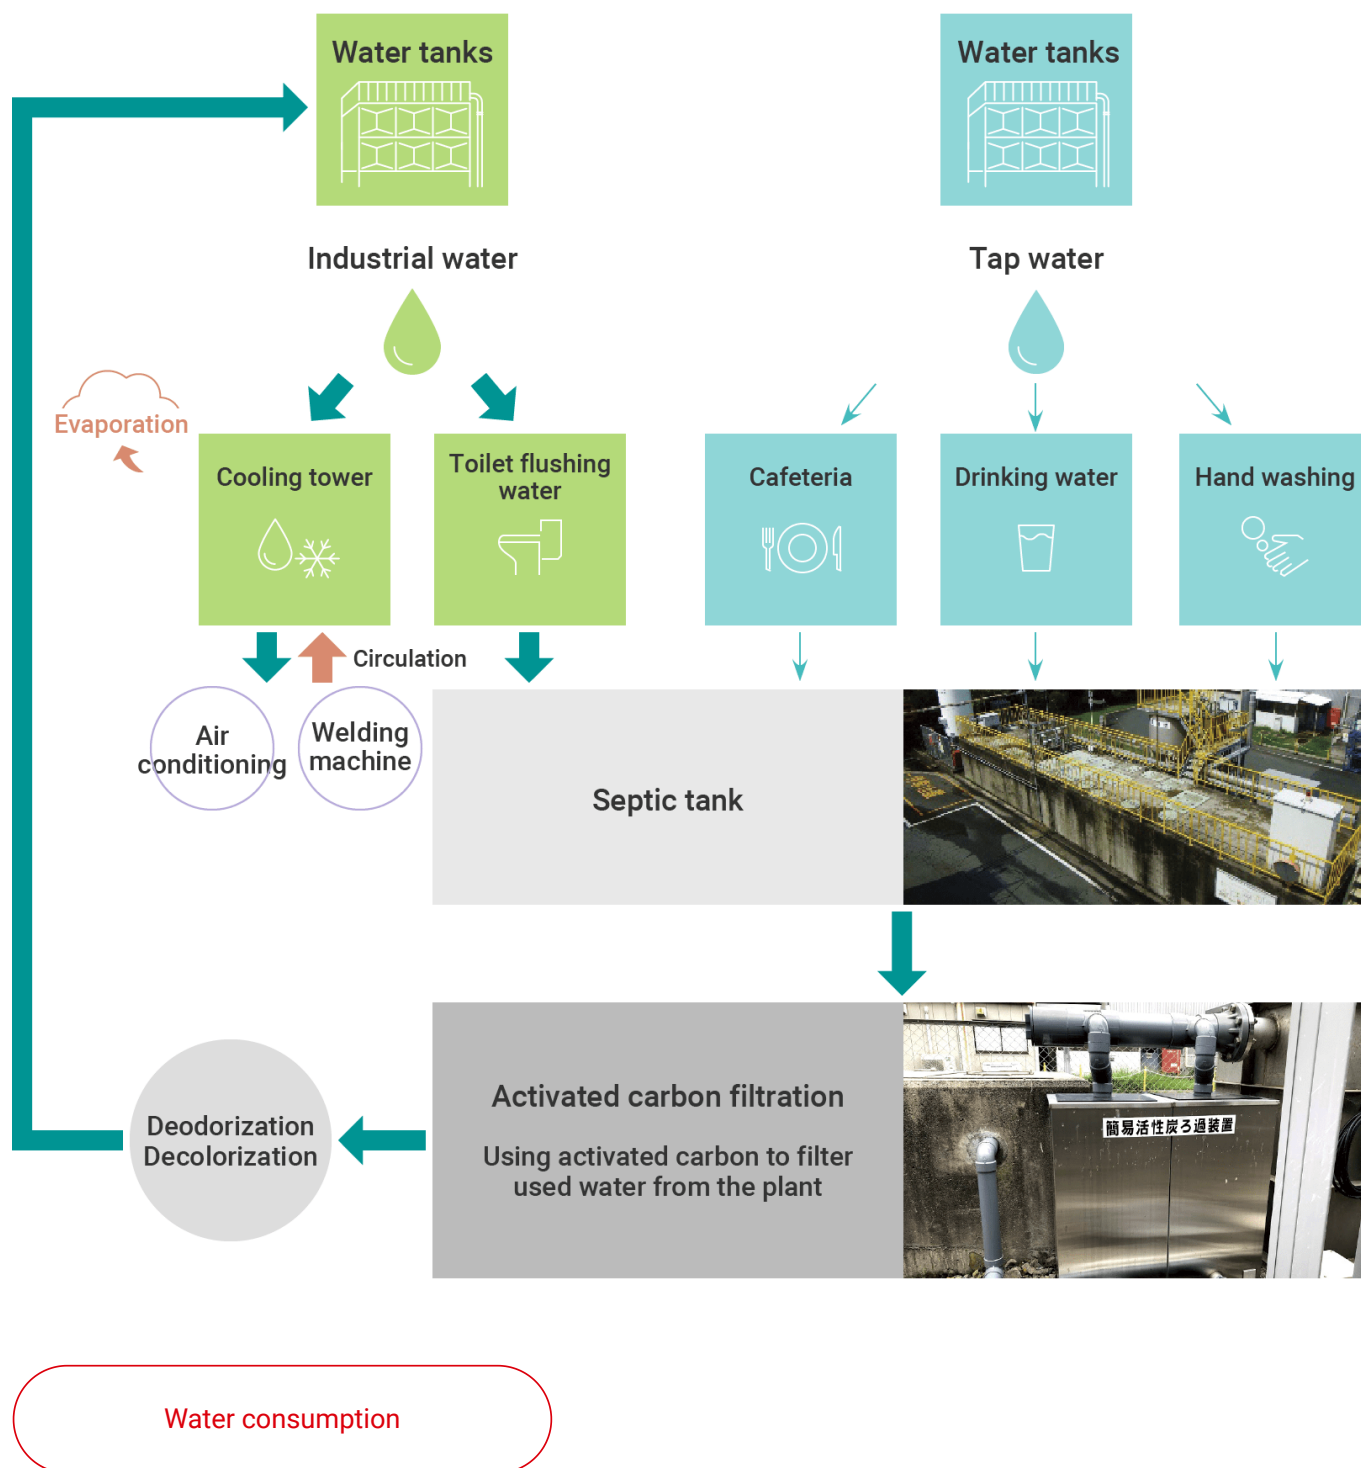 Water tanks
Water tanks
Industrial water
Tap water
Evaporation
Cooling tower
Toilet flushing
water
Cafeteria
Drinking water
Hand washing
Circulation
Air
conditioning
Welding
machine
Septic tank
Activated carbon filtration
Using activated carbon to filter
used water from the plant
簡易活性炭ろ過装置
Deodorization
Decolorization
Water consumption